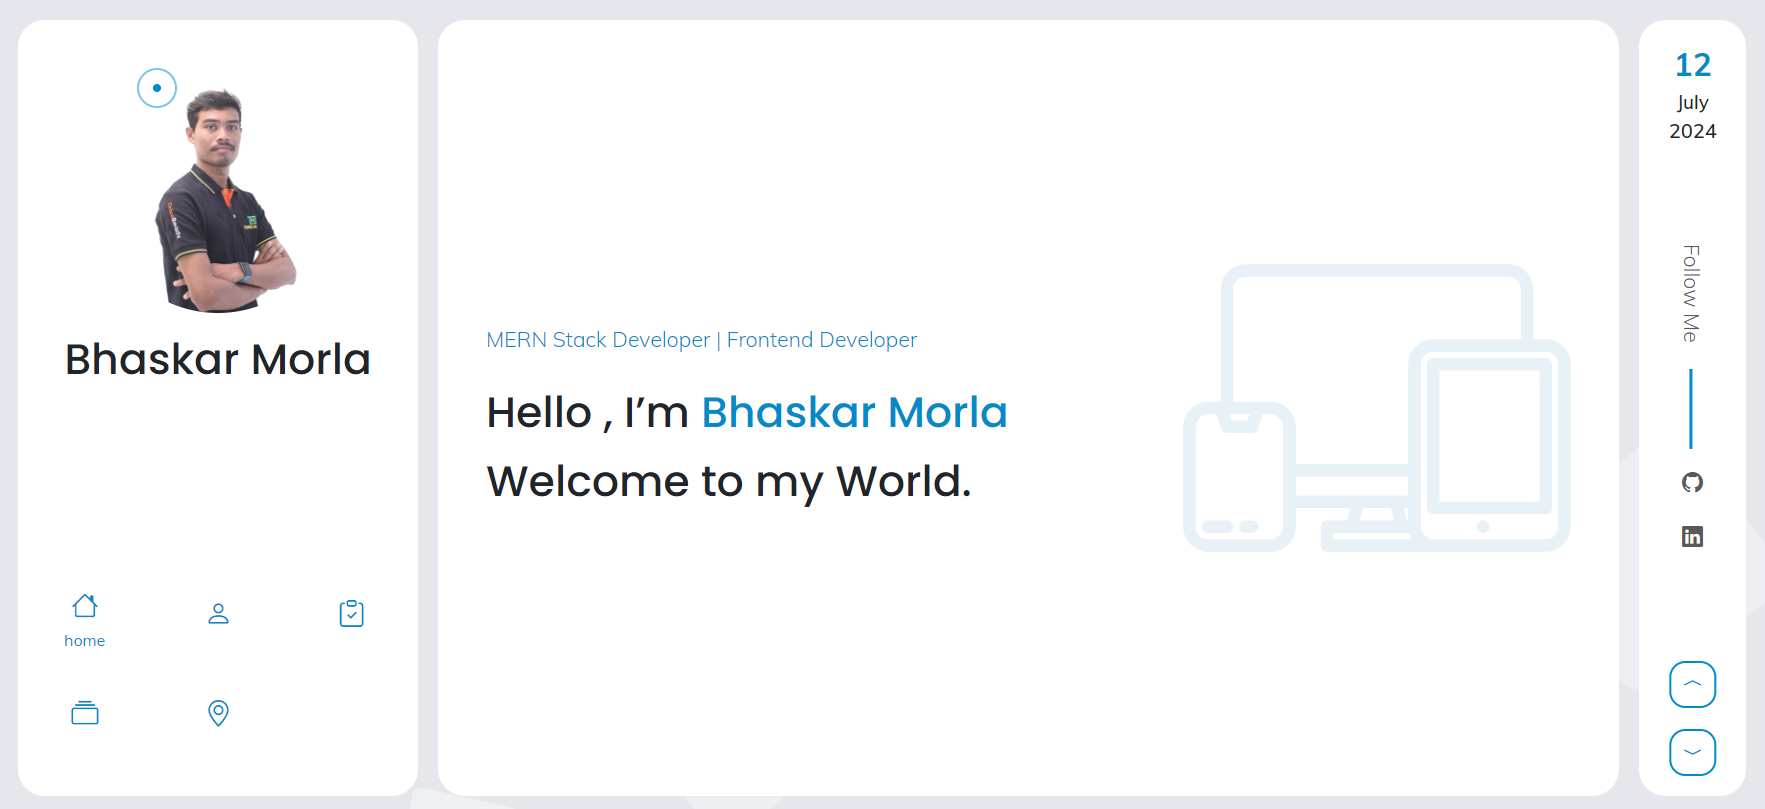 Bhaskar Morla
home
MERN Stack Developer | Frontend Developer
Hello , I’m Bhaskar Morla
Welcome to my World.
12
July
2024
Follow Me
in